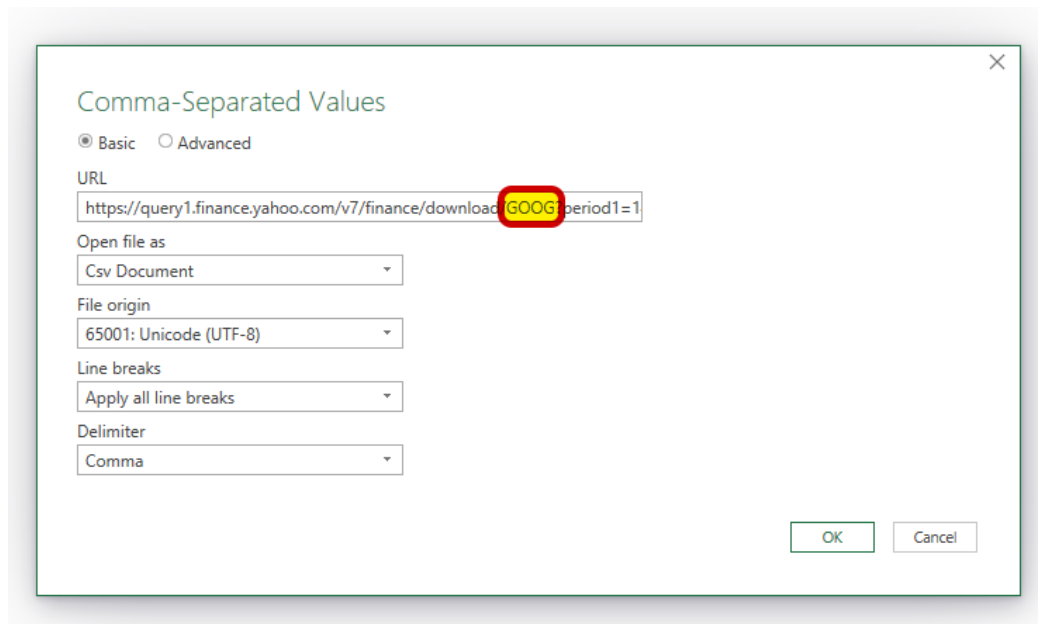 Comma-Separated Values
Basic Advanced
URL
https://query1.finance.yahoo.com/v7/finance/download/GOOG?period1=1
Open file as
Csv Document
File origin
65001: Unicode (UTF-8)
Line breaks
Apply all line breaks
Delimiter
Comma
OK Cancel